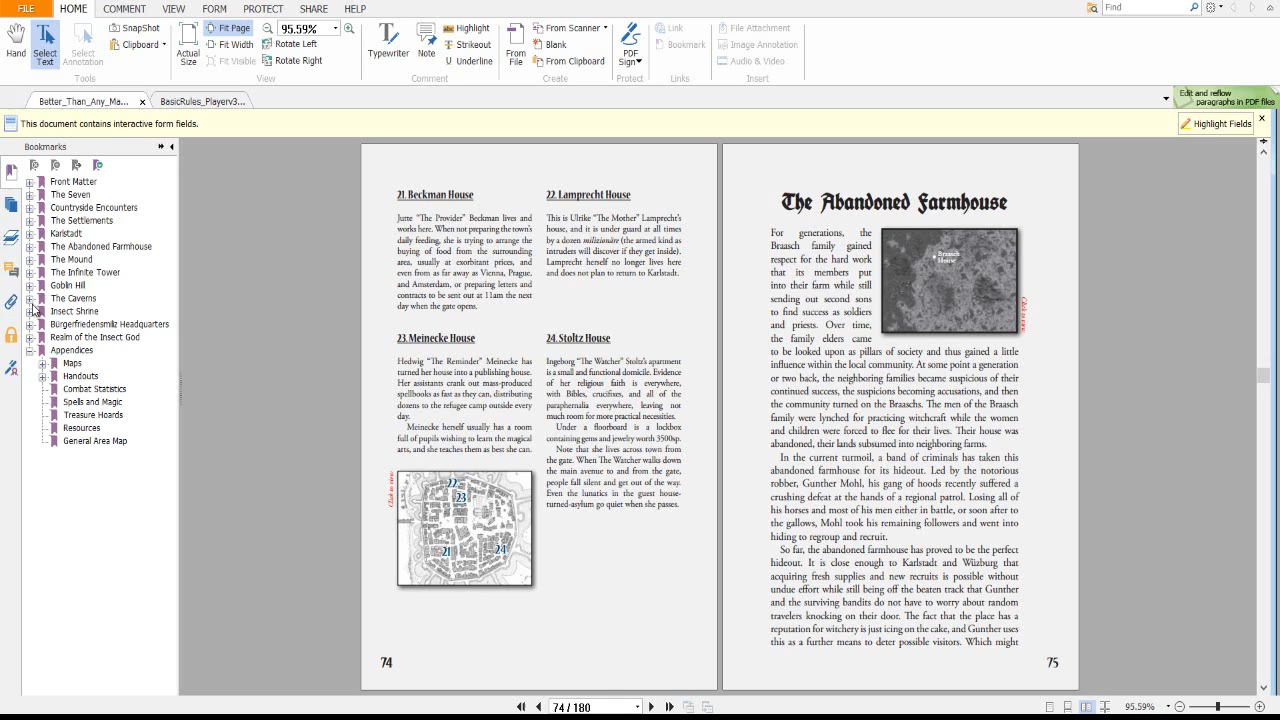 FILE HOME COMMENT VIEW FORM PROTECT SHARE HELP
Find
Hand
Select Text
Select Annotation
SnapShot
Clipboard
Tools
Actual Size
Fit Page
Fit Width
Fit Visible
95.59%
Rotate Left
Rotate Right
View
Typewriter
Note
Highlight
Strikeout
Underline
Comment
From File
From Scanner
Blank
From Clipboard
Create
PDF Sign
Protect
Link
Bookmark
Links
File Attachment
Image Annotation
Audio & Video
Insert
Better_Than_Any_Ma...
BasicRules_Playerv3...
Edit and reflow
paragraphs in PDF files
This document contains interactive form fields.
Highlight Fields
Bookmarks
Front Matter
The Seven
Countryside Encounters
The Settlements
Karlstadt
The Abandoned Farmhouse
The Mound
The Infinite Tower
Goblin Hill
The Caverns
Insect Shrine
Bürgerfriedensmiliz Headquarters
Realm of the Insect God
Appendices
Maps
Handouts
Combat Statistics
Spells and Magic
Treasure Hoards
Resources
General Area Map
21. Beckman House
Jutte “The Provider” Beckman lives and
works here. When not preparing the town’s
daily feeding, she is trying to arrange the
buying of food from the surrounding
area, usually at exorbitant prices, and
even from as far away as Vienna, Prague,
and Amsterdam, or preparing letters and
contracts to be sent out at 11am the next
day when the gate opens.
22. Lamprecht House
This is Ulrike “The Mother” Lamprecht’s
house, and it is under guard at all times
by a dozen milizionäre (the armed kind as
intruders will discover if they get inside).
Lamprecht herself no longer lives here
and does not plan to return to Karlstadt.
23. Meinecke House
Hedwig “The Reminder” Meinecke has
turned her house into a publishing house.
Her assistants crank out mass-produced
spellbooks as fast as they can, distributing
dozens to the refugee camp outside every
day.
Meinecke herself usually has a room
full of pupils wishing to learn the magical
arts, and she teaches them as best she can.
24. Stoltz House
Ingeborg “The Watcher” Stoltz’s apartment
is a small and functional domicile. Evidence
of her religious faith is everywhere,
with Bibles, crucifixes, and all of the
paraphernalia everywhere, leaving not
much room for more practical necessities.
Under a floorboard is a lockbox
containing gems and jewelry worth 3500sp.
Note that she lives across town from
the gate. When The Watcher walks down
the main avenue to and from the gate,
people fall silent and get out of the way.
Even the lunatics in the guest house-
turned-asylum go quiet when she passes.
Click to view
22
23
21
24
74
The Abandoned Farmhouse
For generations, the
Braasch family gained
respect for the hard work
that its members put
into their farm while still
sending out second sons
to find success as soldiers
and priests. Over time,
the family elders came
to be looked upon as pillars of society and thus gained a little
influence within the local community. At some point a generation
or two back, the neighboring families became suspicious of their
continued success, the suspicions becoming accusations, and then
the community turned on the Braaschs. The men of the Braasch
family were lynched for practicing witchcraft while the women
and children were forced to flee for their lives. Their house was
abandoned, their lands subsumed into neighboring farms.
In the current turmoil, a band of criminals has taken this
abandoned farmhouse for its hideout. Led by the notorious
robber, Gunther Mohl, his gang of hoods recently suffered a
crushing defeat at the hands of a regional patrol. Losing all of
his horses and most of his men either in battle, or soon after to
the gallows, Mohl took his remaining followers and went into
hiding to regroup and recruit.
So far, the abandoned farmhouse has proved to be the perfect
hideout. It is close enough to Karlstadt and Wüzburg that
acquiring fresh supplies and new recruits is possible without
undue effort while still being off the beaten track that Gunther
and the surviving bandits do not have to worry about random
travelers knocking on their door. The fact that the place has a
reputation for witchery is just icing on the cake, and Gunther uses
this as a further means to deter possible visitors. Which might
Braasch
House
Click to view
75
74 / 180
95.59%